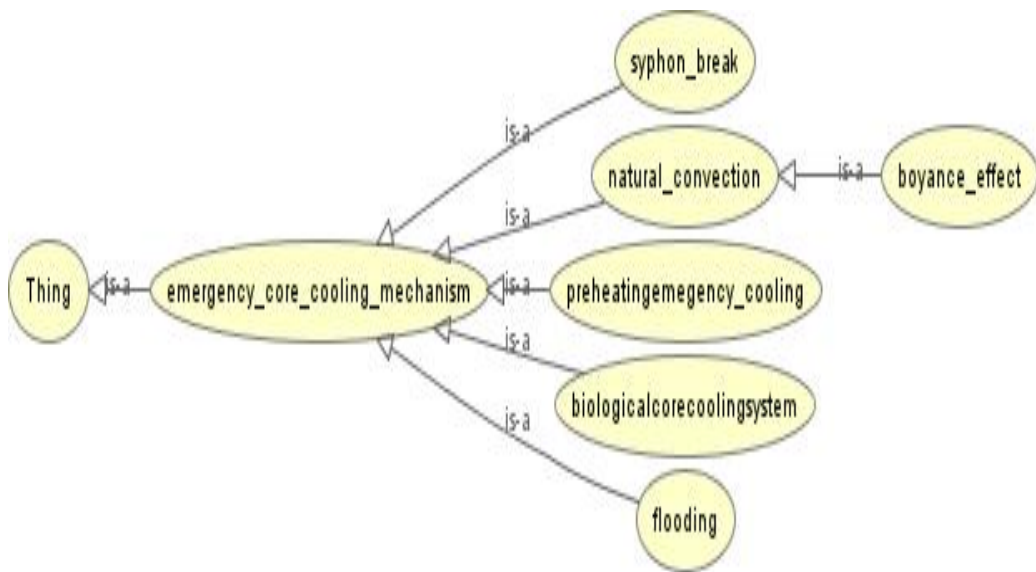 syphon_break
is-a
natural_convection
is-a
boyance_effect
is-a
Thing
is-a
emergency_core_cooling_mechanism
is-a
preheatingemegency_cooling
is-a
biologicalcorecoolingsystem
is-a
flooding